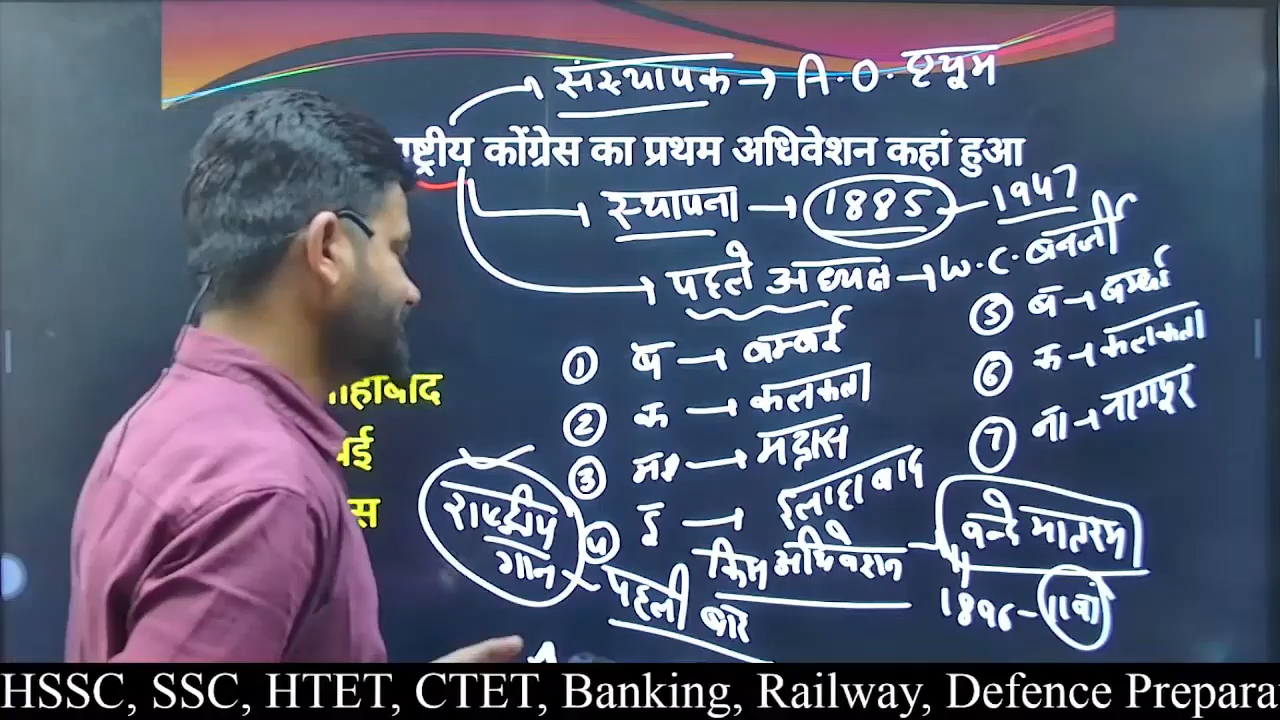 संस्थापक → A.O. ह्यूम
ाष्ट्रीय कोंग्रेस का प्रथम अधिवेशन कहां हुआ
स्थापना → 1885 - 1947
पहले अध्यक्ष → W.C. बनर्जी
① ब → बम्बई
② क → कलकता
③ म → मद्रास
④ इ → इलाहाबाद
⑤ ब → बम्बई
⑥ क → कलकता
⑦ ना → नागपुर
ाहाबाद
बई
स
राष्ट्रीय गान - पहली बार
किस अधिवेशन - वन्दे मातरम
1896 - 11वां
HSSC, SSC, HTET, CTET, Banking, Railway, Defence Prepara